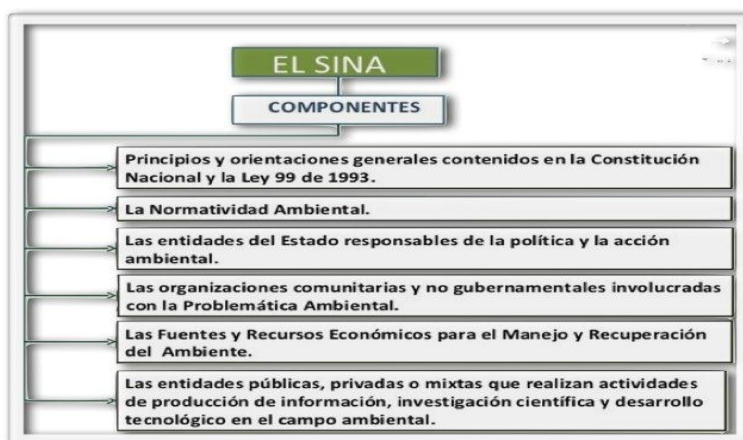 EL SINA
COMPONENTES
Principios y orientaciones generales contenidos en la Constitución
Nacional y la Ley 99 de 1993.
La Normatividad Ambiental.
Las entidades del Estado responsables de la política y la acción
ambiental.
Las organizaciones comunitarias y no gubernamentales involucradas
con la Problemática Ambiental.
Las Fuentes y Recursos Económicos para el Manejo y Recuperación
del Ambiente.
Las entidades públicas, privadas o mixtas que realizan actividades
de producción de información, investigación científica y desarrollo
tecnológico en el campo ambiental.